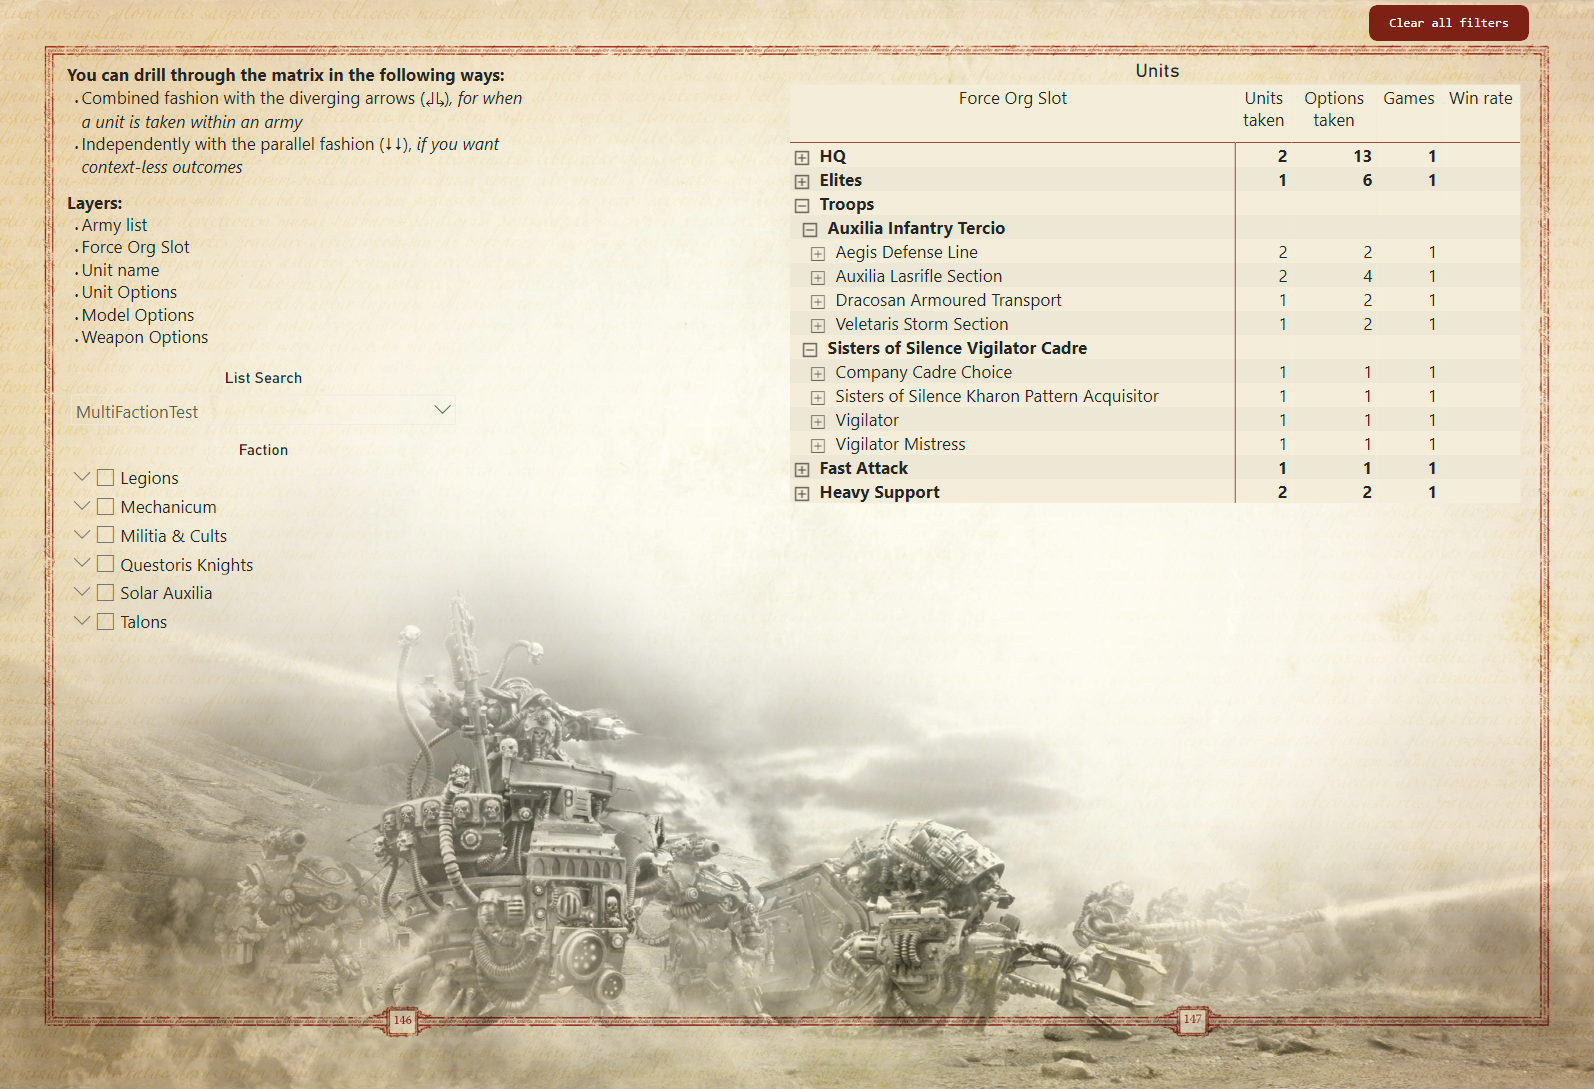 Clear all filters
You can drill through the matrix in the following ways:
• Combined fashion with the diverging arrows (↲↳), for when
a unit is taken within an army
• Independently with the parallel fashion (↓↓), if you want
context-less outcomes
Layers:
• Army list
• Force Org Slot
• Unit name
• Unit Options
• Model Options
• Weapon Options
List Search
MultiFactionTest
Faction
Legions
Mechanicum
Militia & Cults
Questoris Knights
Solar Auxilia
Talons
Units
Force Org Slot Units taken Options taken Games Win rate
HQ 2 13 1
Elites 1 6 1
Troops
Auxilia Infantry Tercio
Aegis Defense Line 2 2 1
Auxilia Lasrifle Section 2 4 1
Dracosan Armoured Transport 1 2 1
Veletaris Storm Section 1 2 1
Sisters of Silence Vigilator Cadre
Company Cadre Choice 1 1 1
Sisters of Silence Kharon Pattern Acquisitor 1 1 1
Vigilator 1 1 1
Vigilator Mistress 1 1 1
Fast Attack 1 1 1
Heavy Support 2 2 1
146
147